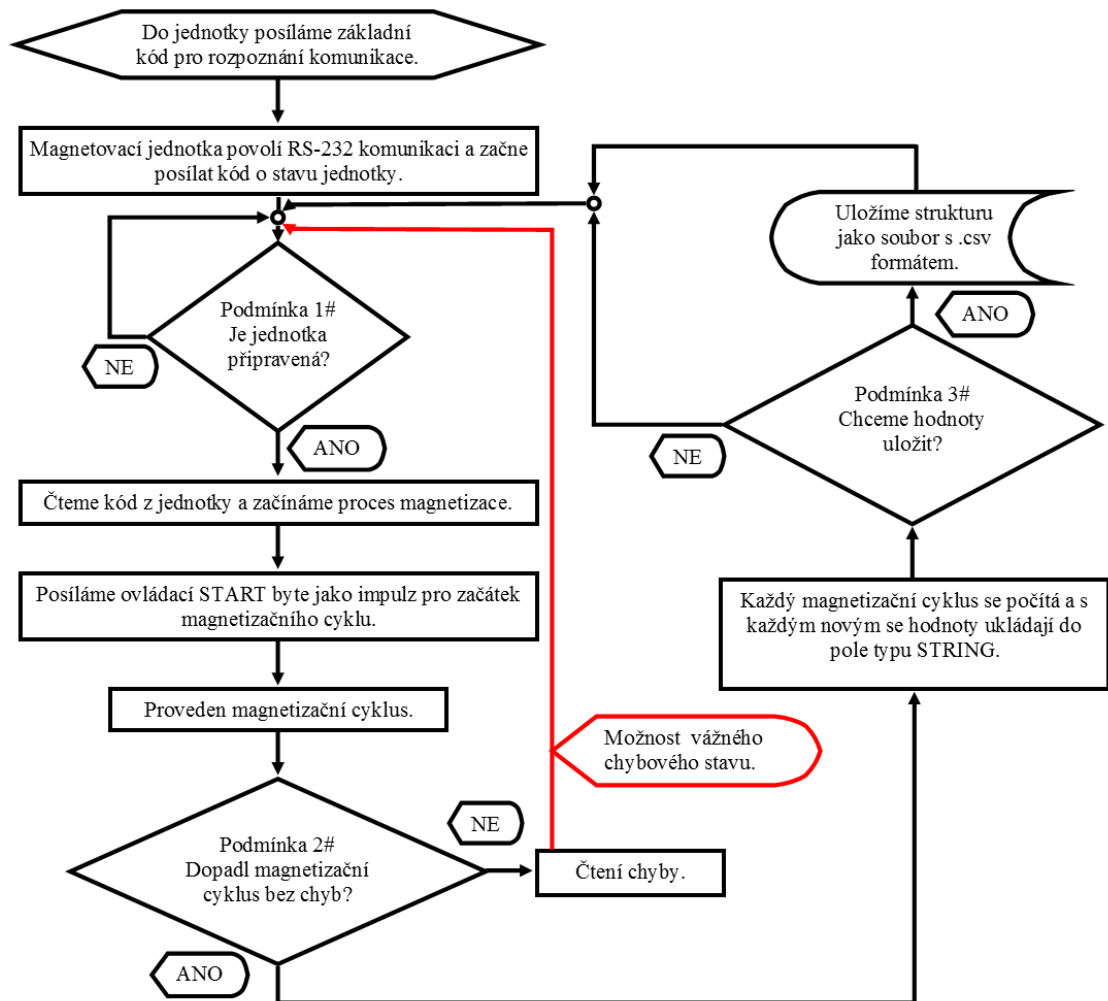 Do jednotky posíláme základní
kód pro rozpoznání komunikace.
Magnetovací jednotka povolí RS-232 komunikaci a začne
posílat kód o stavu jednotky.
Podmínka 1#
Je jednotka
připravená?
NE
ANO
Čteme kód z jednotky a začínáme proces magnetizace.
Posíláme ovládací START byte jako impulz pro začátek
magnetizačního cyklu.
Proveden magnetizační cyklus.
Podmínka 2#
Dopadl magnetizační
cyklus bez chyb?
NE
Čtení chyby.
Možnost vážného
chybového stavu.
ANO
Každý magnetizační cyklus se počítá a s
každým novým se hodnoty ukládají do
pole typu STRING.
Podmínka 3#
Chceme hodnoty
uložit?
NE
ANO
Uložíme strukturu
jako soubor s .csv
formátem.